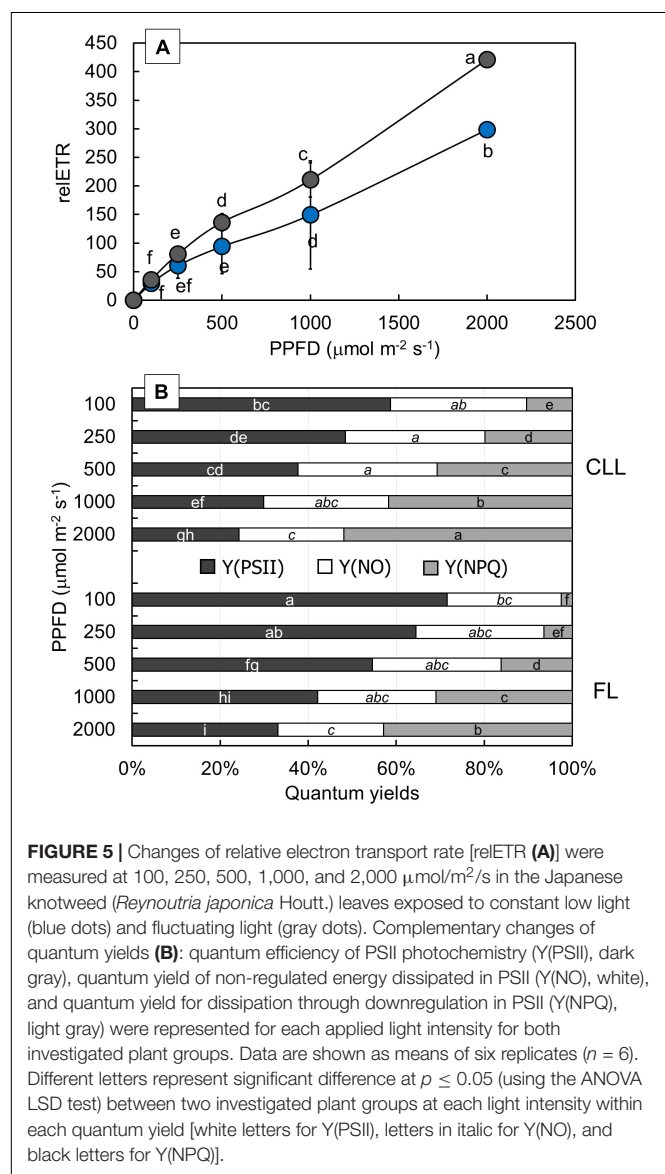 A
450
400
350
300
250
200
150
100
50
0
relETR
a
b
c
d
d
e
e
ef
f
f
0 500 1000 1500 2000 2500
PPFD (μmol m⁻² s⁻¹)
B
PPFD (μmol m⁻² s⁻¹)
100 bc ab e
250 de a d
500 cd a c
CLL
1000 ef abc b
2000 gh c a
Y(PSII) Y(NO) Y(NPQ)
100 a bc f
250 ab abc ef
500 fg abc d
1000 hi abc c
FL
2000 i c b
0% 20% 40% 60% 80% 100%
Quantum yields
FIGURE 5 | Changes of relative electron transport rate [relETR (A)] were
measured at 100, 250, 500, 1,000, and 2,000 μmol/m²/s in the Japanese
knotweed (Reynoutria japonica Houtt.) leaves exposed to constant low light
(blue dots) and fluctuating light (gray dots). Complementary changes of
quantum yields (B): quantum efficiency of PSII photochemistry (Y(PSII), dark
gray), quantum yield of non-regulated energy dissipated in PSII (Y(NO), white),
and quantum yield for dissipation through downregulation in PSII (Y(NPQ),
light gray) were represented for each applied light intensity for both
investigated plant groups. Data are shown as means of six replicates (n = 6).
Different letters represent significant difference at p ≤ 0.05 (using the ANOVA
LSD test) between two investigated plant groups at each light intensity within
each quantum yield [white letters for Y(PSII), letters in italic for Y(NO), and
black letters for Y(NPQ)].